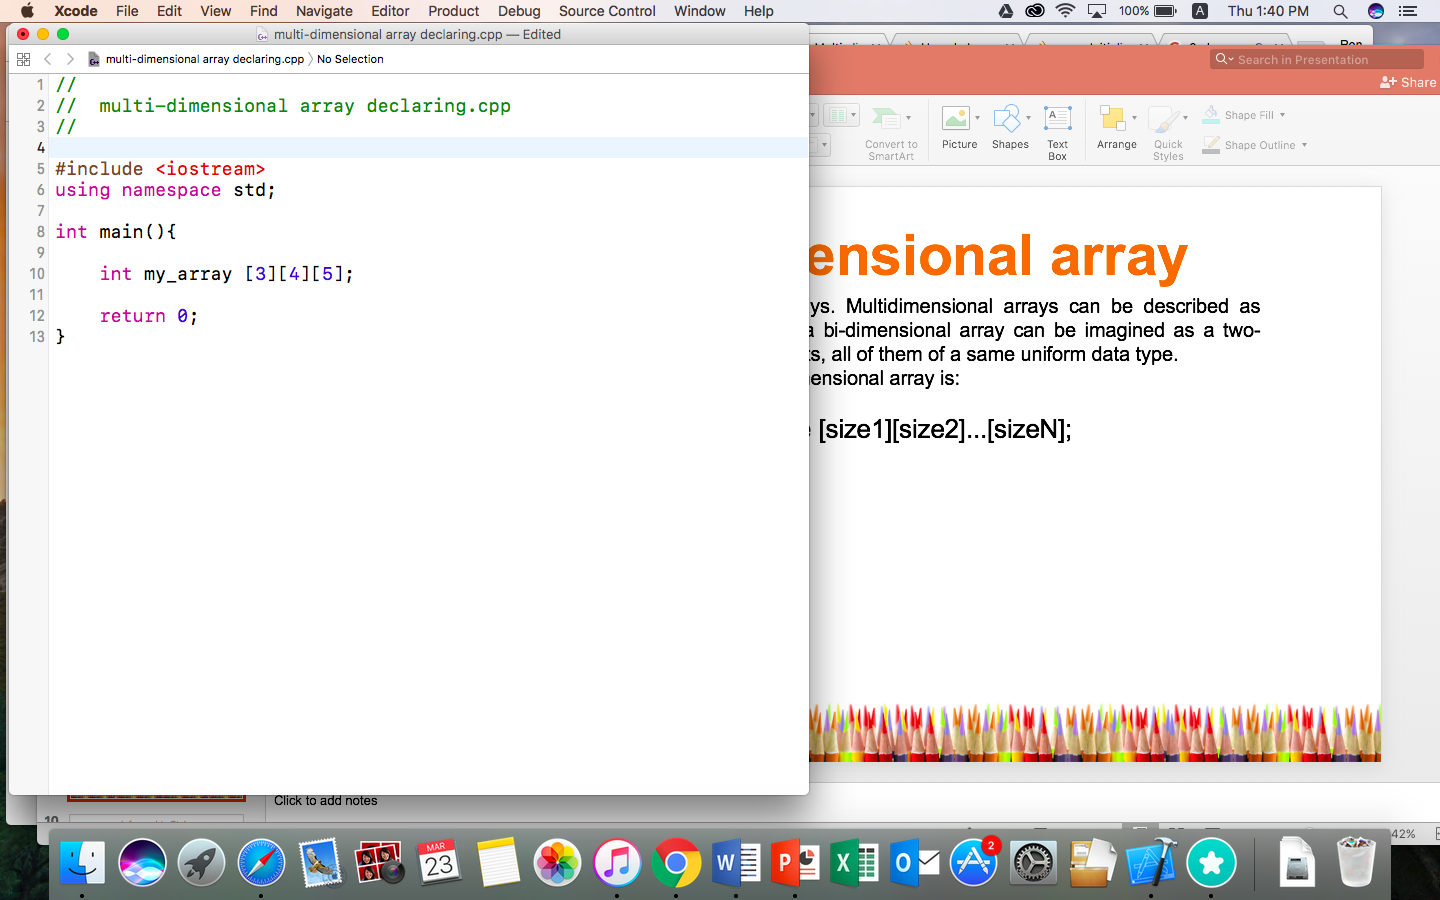 Xcode File Edit View Find Navigate Editor Product Debug Source Control Window Help 100% A Thu 1:40 PM
multi-dimensional array declaring.cpp — Edited
multi-dimensional array declaring.cpp 〉 No Selection
Search in Presentation
Share
1 //
2 // multi-dimensional array declaring.cpp
3 //
4
5 #include <iostream>
6 using namespace std;
7
8 int main(){
9
10 int my_array [3][4][5];
11
12 return 0;
13 }
Convert to
SmartArt
Picture
Shapes
Text
Box
Arrange
Quick
Styles
Shape Fill
Shape Outline
ensional array
ys. Multidimensional arrays can be described as
a bi-dimensional array can be imagined as a two-
ts, all of them of a same uniform data type.
ensional array is:
e [size1][size2]...[sizeN];
Click to add notes
10
42%
MAR
23
2